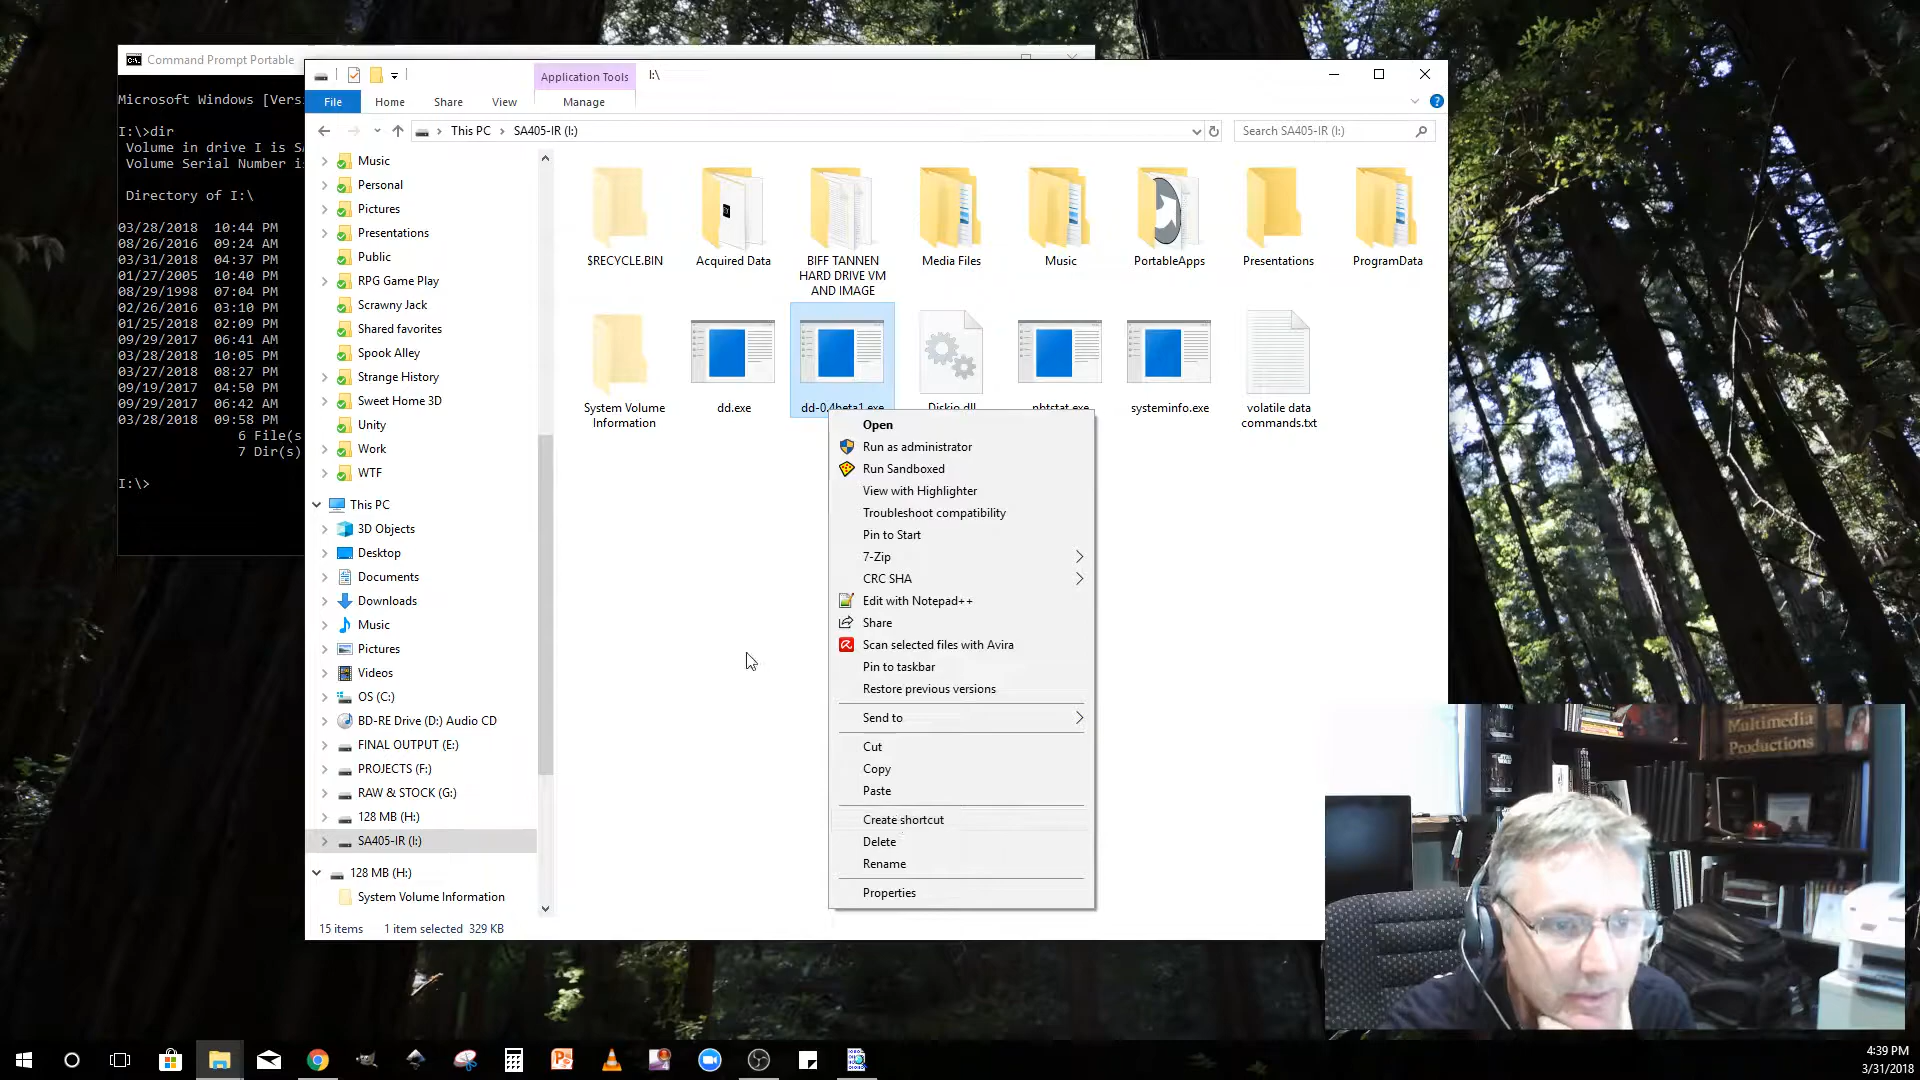 Command Prompt Portable
Microsoft Windows [Vers
I:\>dir
Volume in drive I is SA
Volume Serial Number i
Directory of I:\
03/28/2018 10:44 PM
08/26/2016 09:24 AM
03/31/2018 04:37 PM
01/27/2005 10:40 PM
08/29/1998 07:04 PM
02/26/2016 03:10 PM
01/25/2018 02:09 PM
09/29/2017 06:41 AM
03/28/2018 10:05 PM
03/27/2018 08:27 PM
09/19/2017 04:50 PM
09/29/2017 06:42 AM
03/28/2018 09:58 PM
6 File(s
7 Dir(s)
I:\>
Application Tools
I:\
File
Home
Share
View
Manage
This PC
SA405-IR (I:)
Search SA405-IR (I:)
Music
Personal
Pictures
Presentations
Public
RPG Game Play
Scrawny Jack
Shared favorites
Spook Alley
Strange History
Sweet Home 3D
Unity
Work
WTF
This PC
3D Objects
Desktop
Documents
Downloads
Music
Pictures
Videos
OS (C:)
BD-RE Drive (D:) Audio CD
FINAL OUTPUT (E:)
PROJECTS (F:)
RAW & STOCK (G:)
128 MB (H:)
SA405-IR (I:)
128 MB (H:)
System Volume Information
15 items
1 item selected 329 KB
$RECYCLE.BIN
Acquired Data
BIFF TANNEN
HARD DRIVE VM
AND IMAGE
Media Files
Music
PortableApps
Presentations
ProgramData
System Volume
Information
dd.exe
dd-0.4beta1.exe
Diskio.dll
nbtstat.exe
systeminfo.exe
volatile data
commands.txt
Open
Run as administrator
Run Sandboxed
View with Highlighter
Troubleshoot compatibility
Pin to Start
7-Zip
CRC SHA
Edit with Notepad++
Share
Scan selected files with Avira
Pin to taskbar
Restore previous versions
Send to
Cut
Copy
Paste
Create shortcut
Delete
Rename
Properties
Multimedia
Productions
4:39 PM
3/31/2018